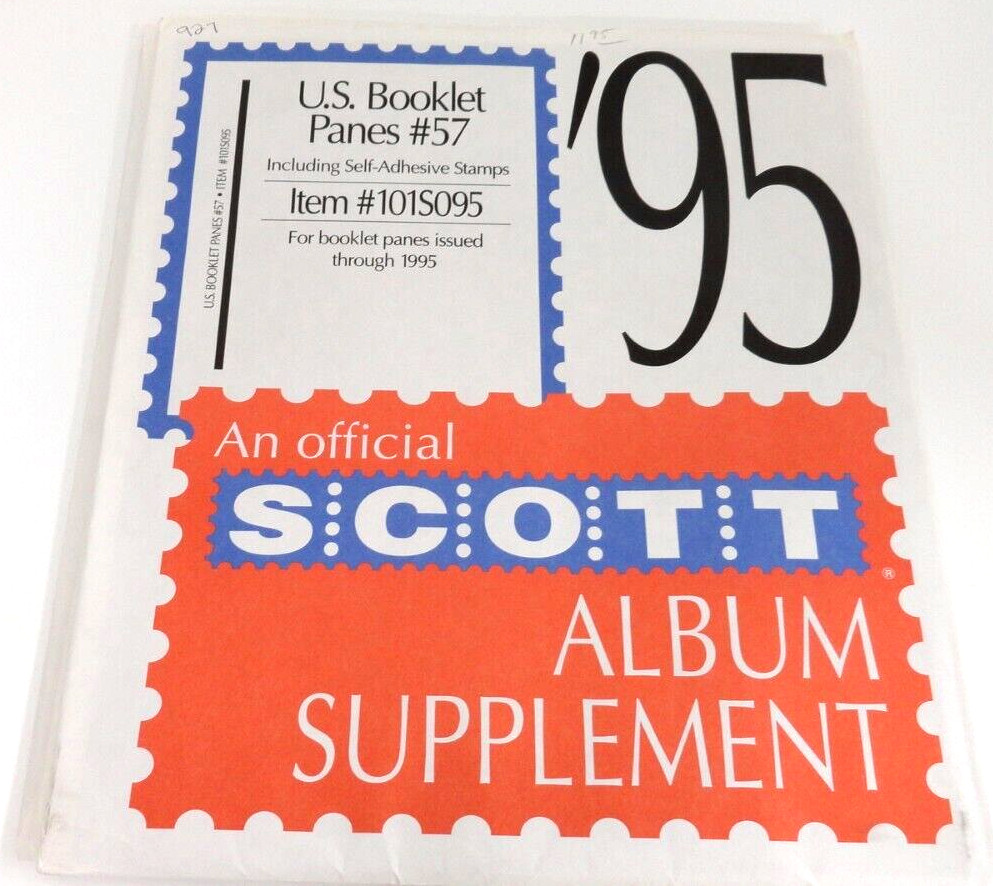 927
1195
'95
U.S. Booklet
Panes #57
Including Self-Adhesive Stamps
Item #101S095
For booklet panes issued
through 1995
U.S. BOOKLET PANES #57 • ITEM #101S095
An official
SCOTT
®
ALBUM
SUPPLEMENT